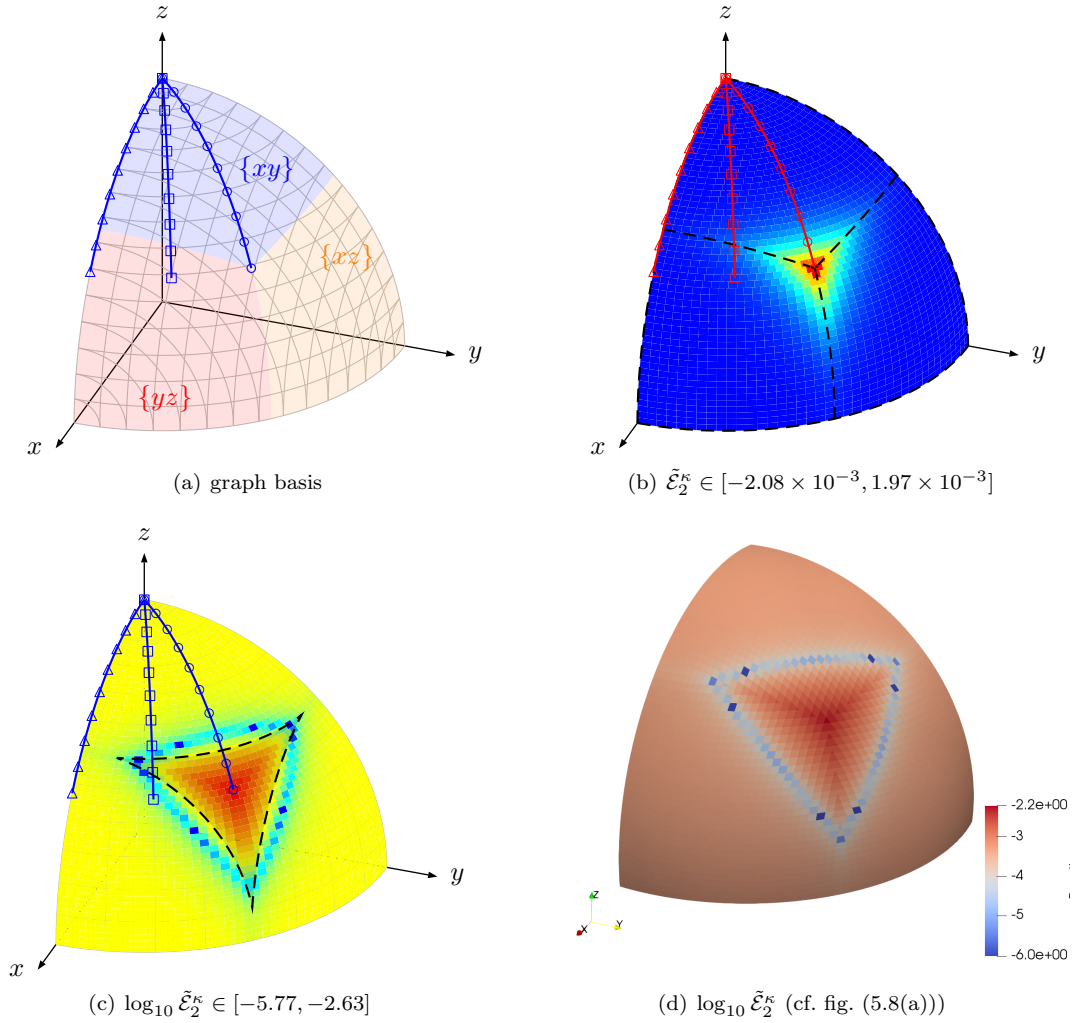 z
{xy}
{xz}
y
{yz}
x
(a) graph basis
z
y
x
(b) $\tilde{\mathcal{E}}_2^\kappa \in [-2.08 \times 10^{-3}, 1.97 \times 10^{-3}]$
z
y
x
(c) $\log_{10} \tilde{\mathcal{E}}_2^\kappa \in [-5.77, -2.63]$
-2.2e+00
-3
-4
-5
-6.0e+00
Z
X
Y
(d) $\log_{10} \tilde{\mathcal{E}}_2^\kappa$ (cf. fig. (5.8(a)))